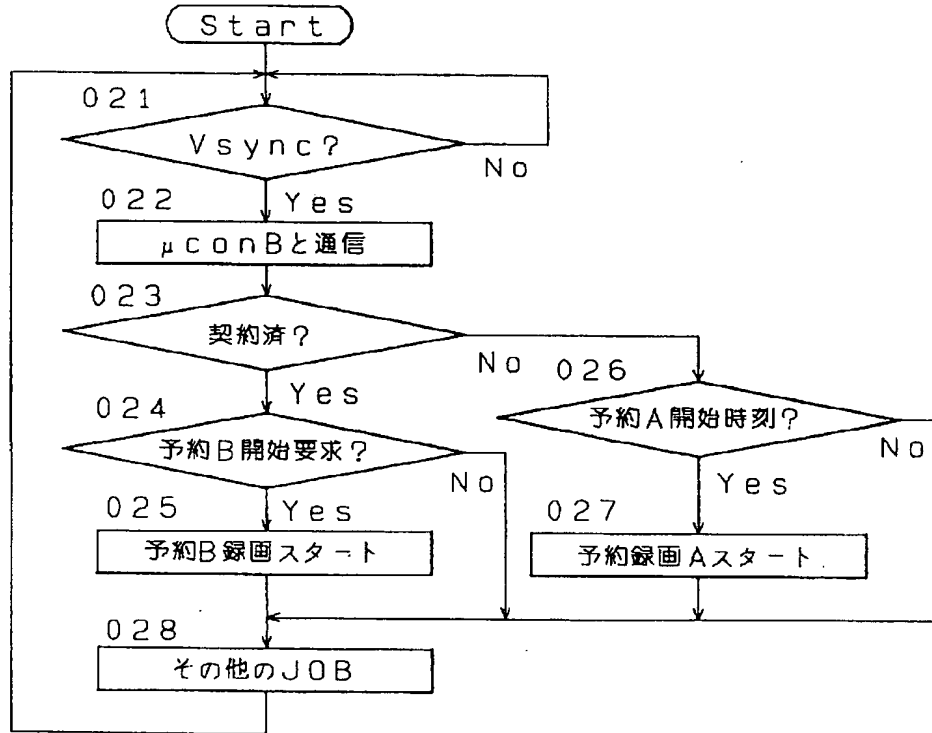 Start
021
Vsync?
No
Yes
022
μconBと通信
023
契約済?
No
Yes
026
024
予約A開始時刻?
No
予約B開始要求?
No
Yes
Yes
025
027
予約B録画スタート
予約録画Aスタート
028
その他のJOB